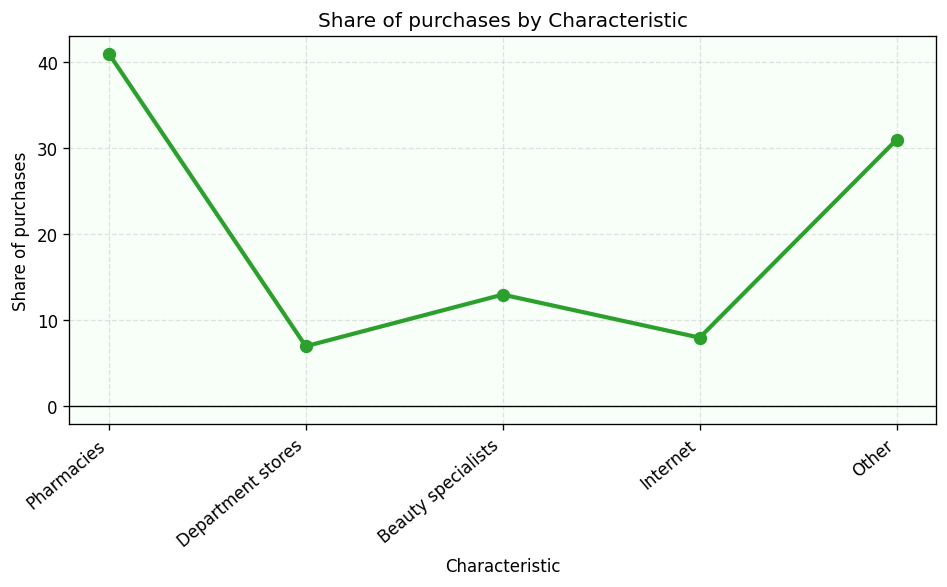 Share of purchases by Characteristic
Share of purchases
40
30
20
10
0
Pharmacies
Department stores
Beauty specialists
Internet
Other
Characteristic